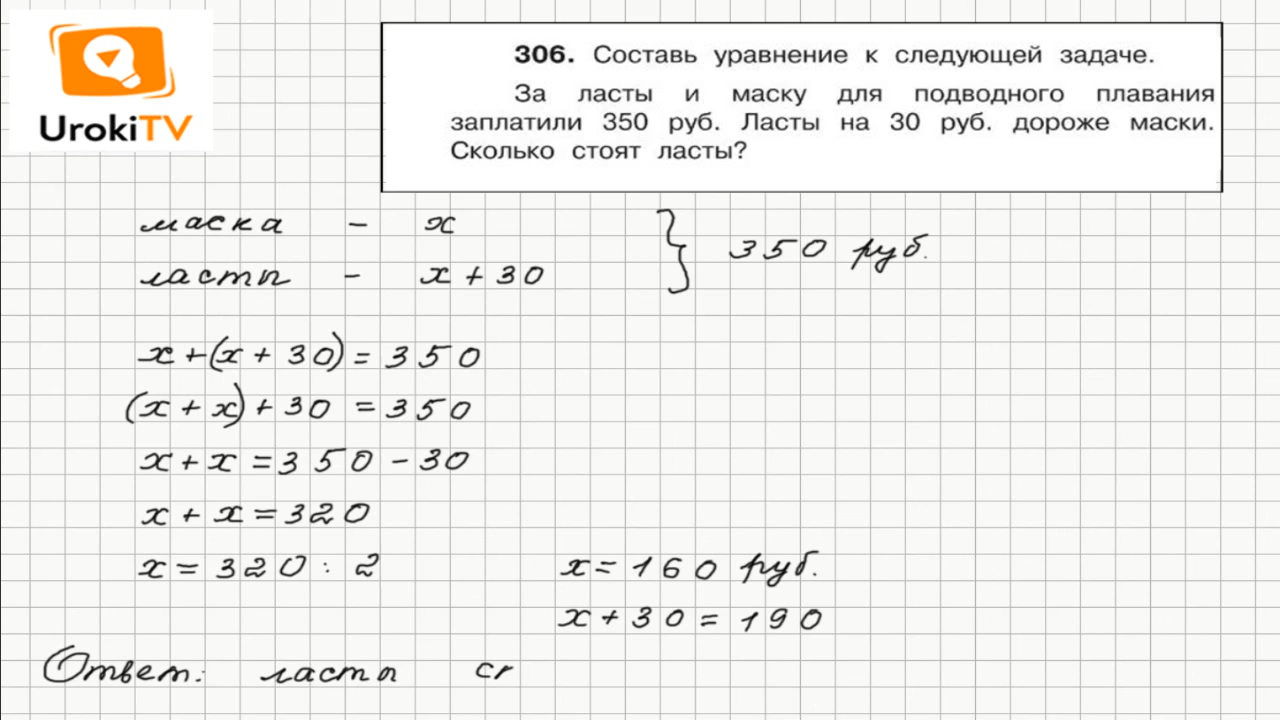 UrokiTV
306. Составь уравнение к следующей задаче.
За ласты и маску для подводного плавания
заплатили 350 руб. Ласты на 30 руб. дороже маски.
Сколько стоят ласты?
маска - x
ласты - x + 30
} 350 руб.
x + (x + 30) = 350
(x + x) + 30 = 350
x + x = 350 - 30
x + x = 320
x = 320 : 2
x = 160 руб.
x + 30 = 190
Ответ: ласты ст